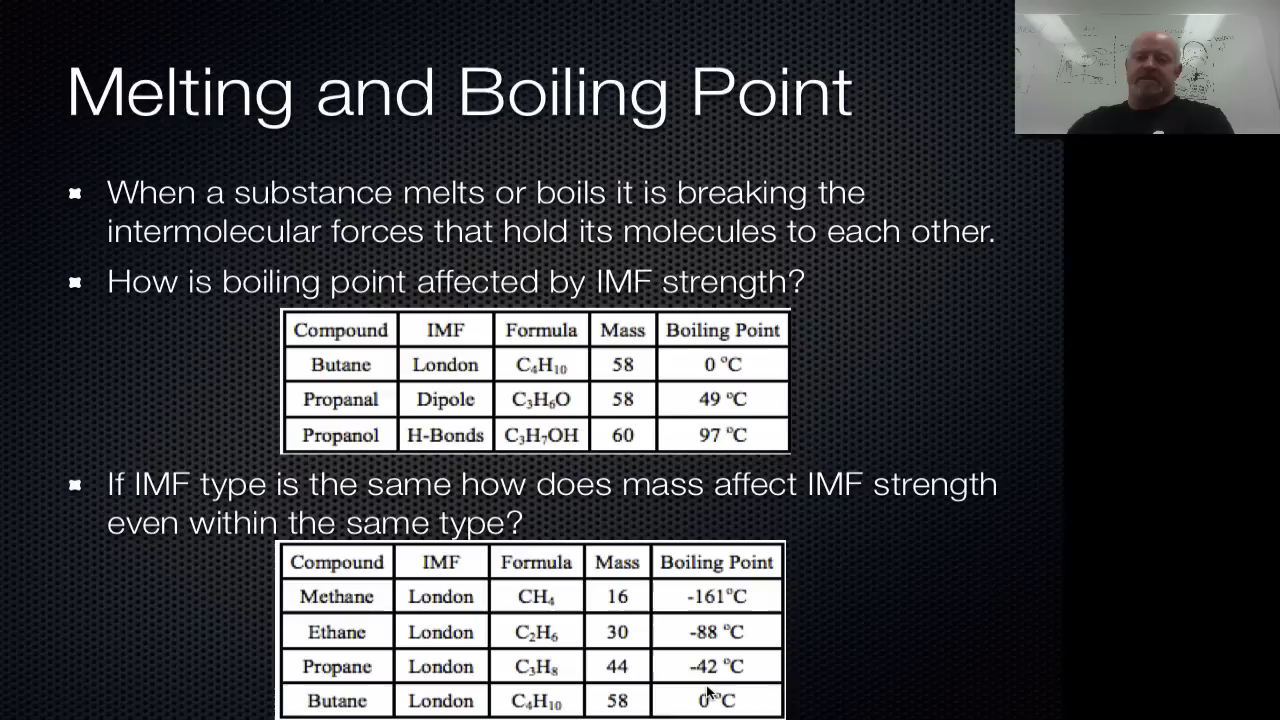 Melting and Boiling Point
When a substance melts or boils it is breaking the
intermolecular forces that hold its molecules to each other.
How is boiling point affected by IMF strength?
Compound IMF Formula Mass Boiling Point
Butane London C₄H₁₀ 58 0 °C
Propanal Dipole C₃H₆O 58 49 °C
Propanol H-Bonds C₃H₇OH 60 97 °C
If IMF type is the same how does mass affect IMF strength
even within the same type?
Compound IMF Formula Mass Boiling Point
Methane London CH₄ 16 -161°C
Ethane London C₂H₆ 30 -88 °C
Propane London C₃H₈ 44 -42 °C
Butane London C₄H₁₀ 58 0 °C